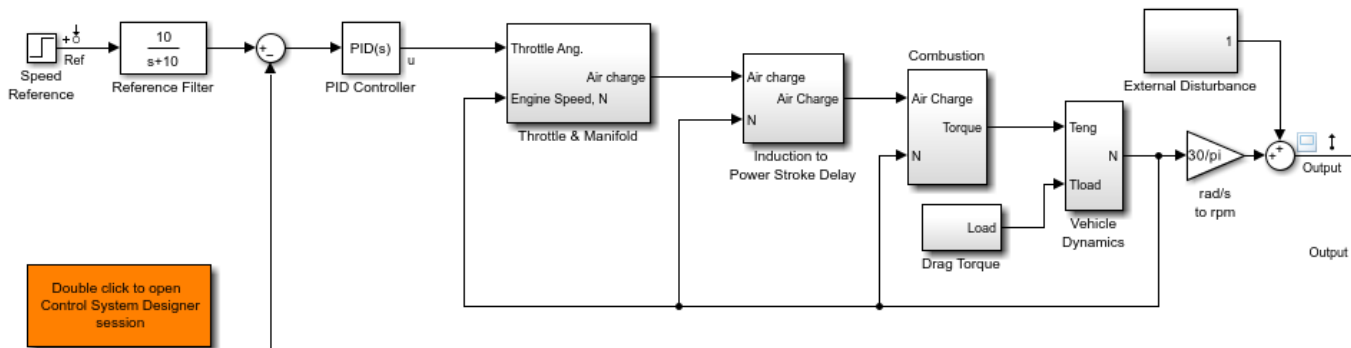 Ref
Speed
Reference
10
s+10
Reference Filter
+
−
PID(s)
u
PID Controller
Throttle Ang.
Air charge
Engine Speed, N
Throttle & Manifold
Air charge
Air Charge
N
Induction to
Power Stroke Delay
Combustion
Air Charge
Torque
N
Load
Drag Torque
Teng
N
Tload
Vehicle
Dynamics
1
External Disturbance
30/pi
rad/s
to rpm
+
+
Output
Output
Double click to open
Control System Designer
session